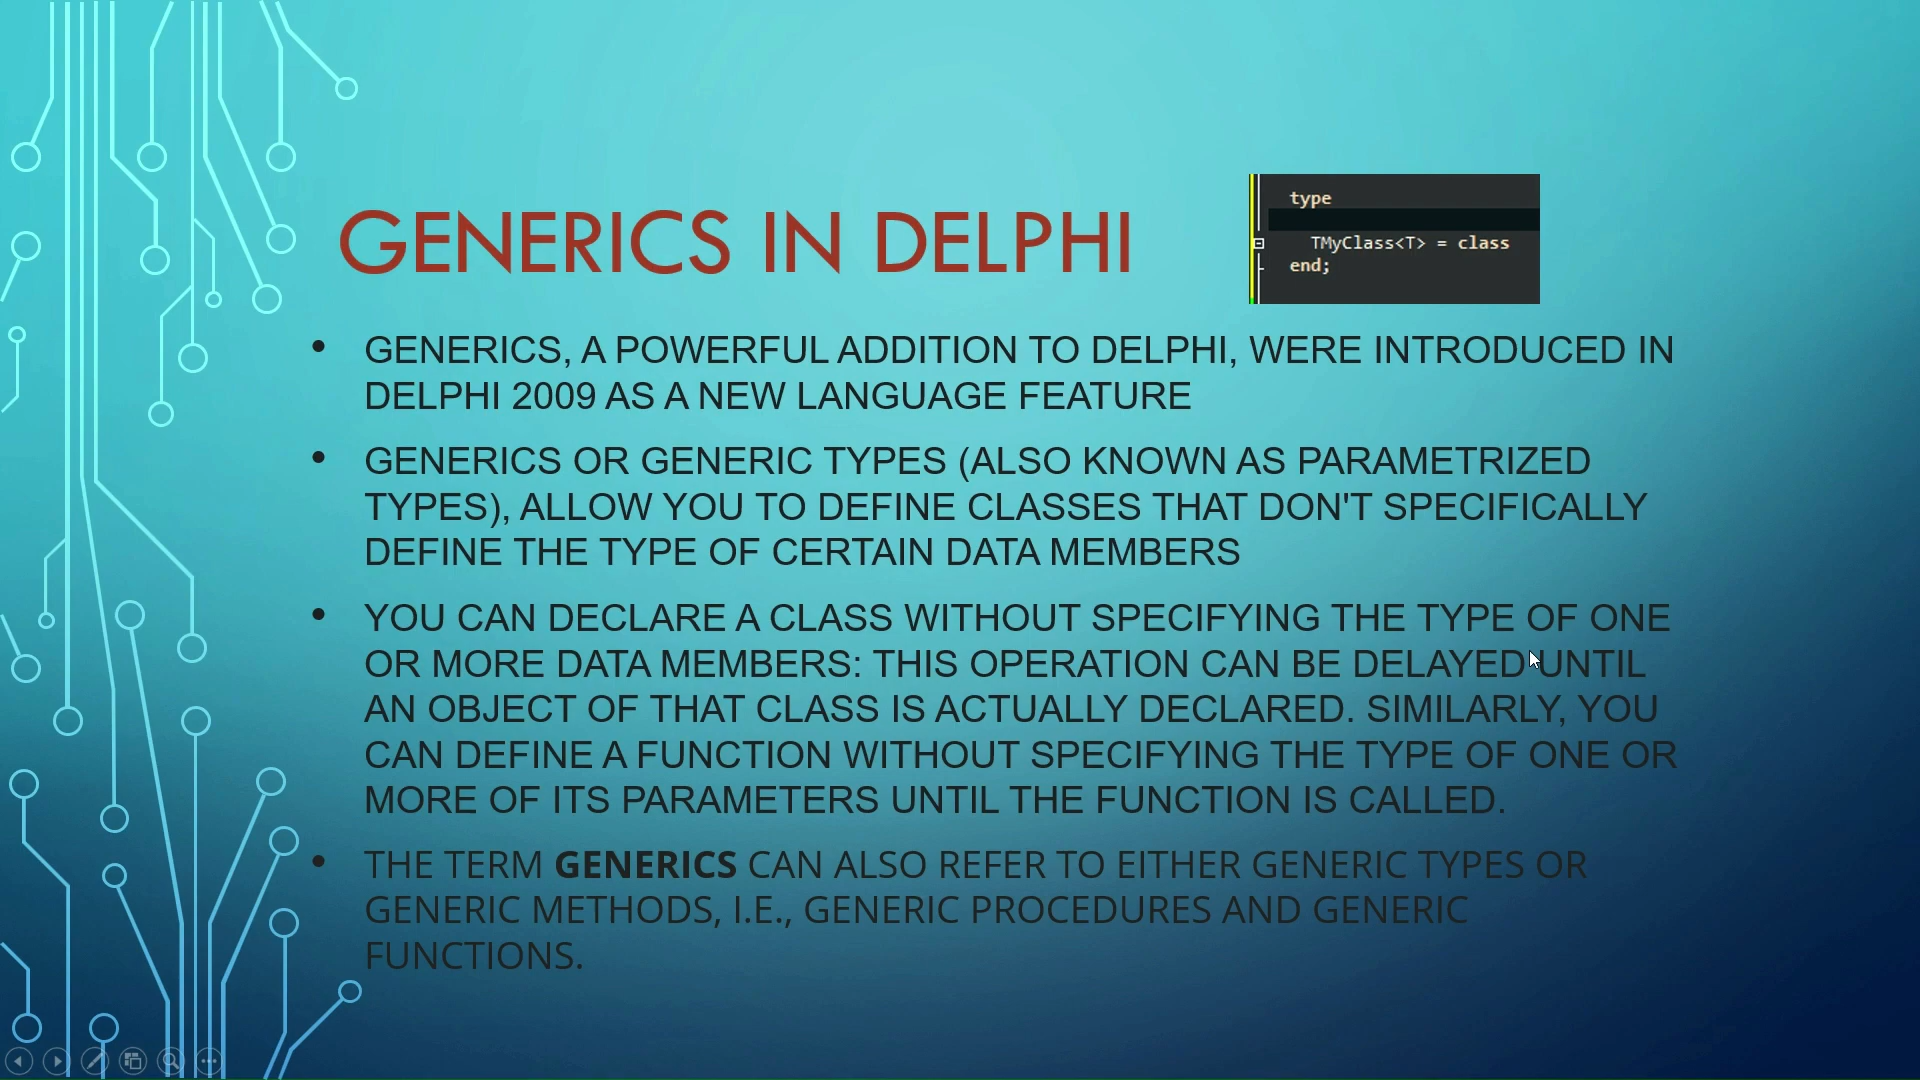 GENERICS IN DELPHI
type
TMyClass<T> = class
end;
• GENERICS, A POWERFUL ADDITION TO DELPHI, WERE INTRODUCED IN
DELPHI 2009 AS A NEW LANGUAGE FEATURE
• GENERICS OR GENERIC TYPES (ALSO KNOWN AS PARAMETRIZED
TYPES), ALLOW YOU TO DEFINE CLASSES THAT DON'T SPECIFICALLY
DEFINE THE TYPE OF CERTAIN DATA MEMBERS
• YOU CAN DECLARE A CLASS WITHOUT SPECIFYING THE TYPE OF ONE
OR MORE DATA MEMBERS: THIS OPERATION CAN BE DELAYED UNTIL
AN OBJECT OF THAT CLASS IS ACTUALLY DECLARED. SIMILARLY, YOU
CAN DEFINE A FUNCTION WITHOUT SPECIFYING THE TYPE OF ONE OR
MORE OF ITS PARAMETERS UNTIL THE FUNCTION IS CALLED.
• THE TERM GENERICS CAN ALSO REFER TO EITHER GENERIC TYPES OR
GENERIC METHODS, I.E., GENERIC PROCEDURES AND GENERIC
FUNCTIONS.